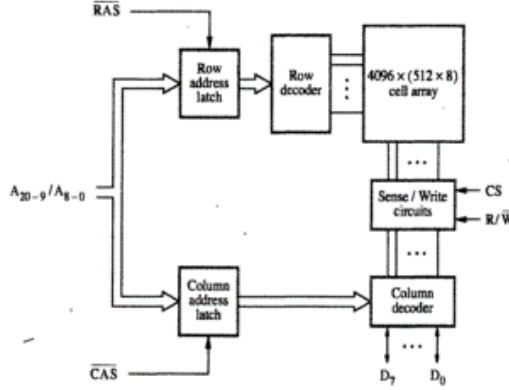 RAS
Row
address
latch
Row
decoder
4096 × (512 × 8)
cell array
A20-9 / A8-0
Sense / Write
circuits
CS
R/W
Column
address
latch
Column
decoder
CAS
D7
D0